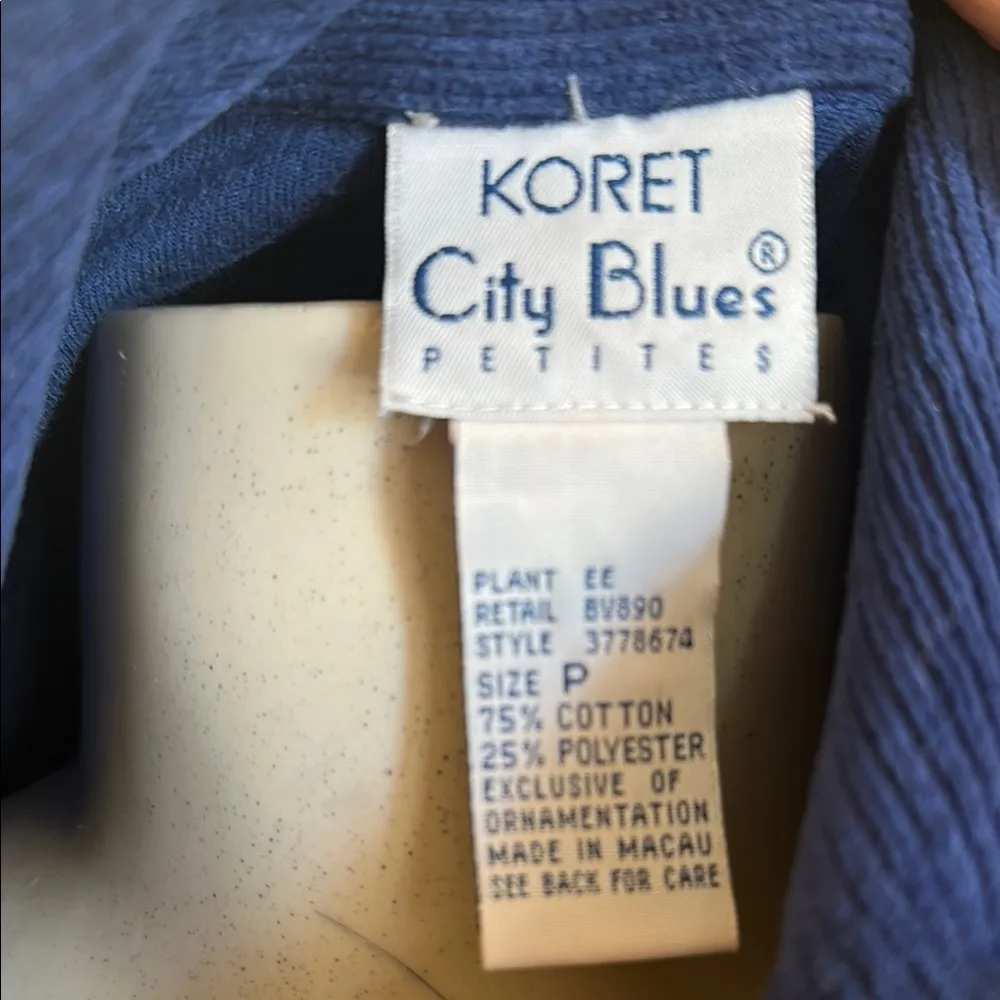 KORET
City Blues®
PETITES
PLANT EE
RETAIL BV890
STYLE 3778674
SIZE P
75% COTTON
25% POLYESTER
EXCLUSIVE OF
ORNAMENTATION
MADE IN MACAU
SEE BACK FOR CARE